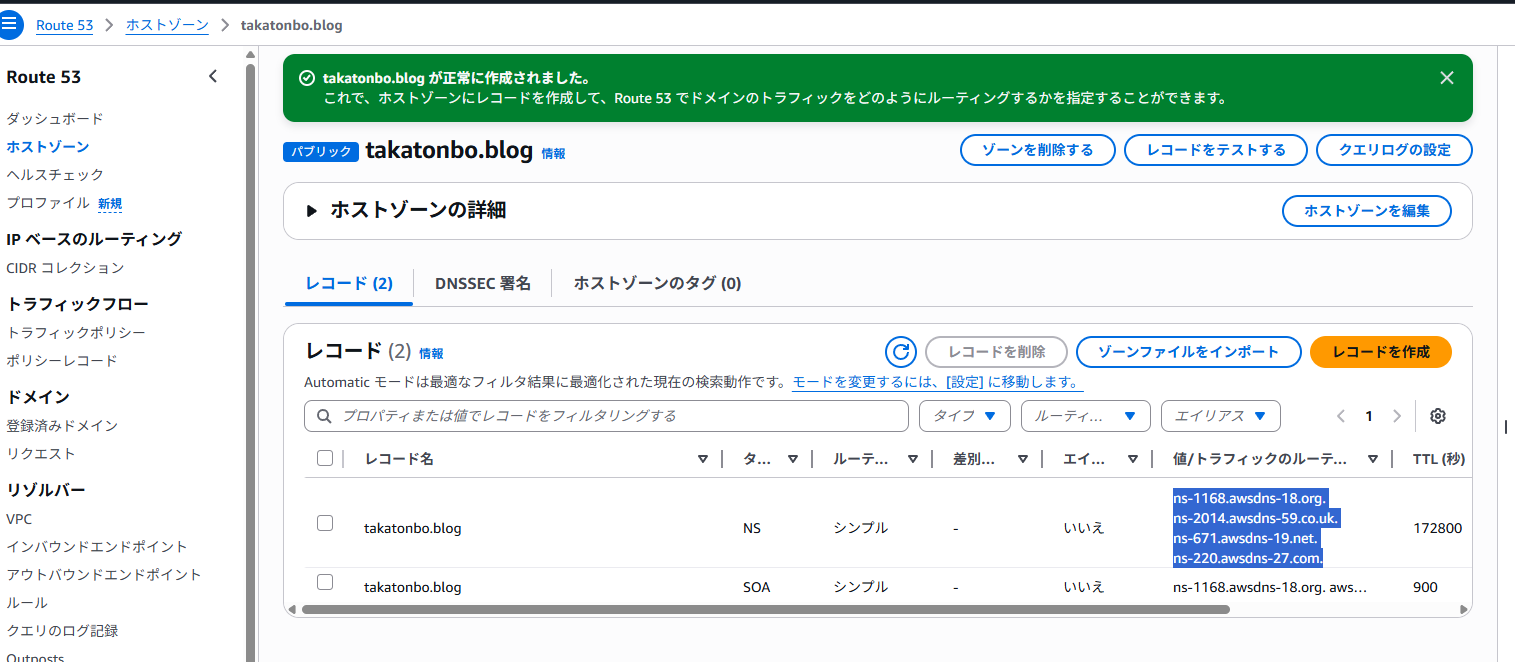 Route 53 > ホストゾーン > takatonbo.blog
Route 53
ダッシュボード
ホストゾーン
ヘルスチェック
プロファイル 新規
IP ベースのルーティング
CIDR コレクション
トラフィックフロー
トラフィックポリシー
ポリシーレコード
ドメイン
登録済みドメイン
リクエスト
リゾルバー
VPC
インバウンドエンドポイント
アウトバウンドエンドポイント
ルール
クエリのログ記録
Outposts
takatonbo.blog が正常に作成されました。
これで、ホストゾーンにレコードを作成して、Route 53 でドメインのトラフィックをどのようにルーティングするかを指定することができます。
パブリック takatonbo.blog 情報
ゾーンを削除する レコードをテストする クエリログの設定
ホストゾーンの詳細 ホストゾーンを編集
レコード (2) DNSSEC 署名 ホストゾーンのタグ (0)
レコード (2) 情報 レコードを削除 ゾーンファイルをインポート レコードを作成
Automatic モードは最適なフィルタ結果に最適化された現在の検索動作です。モードを変更するには、[設定] に移動します。
プロパティまたは値でレコードをフィルタリングする タイプ ルーティ... エイリアス 1
レコード名 タ... ルーテ... 差別... エイ... 値/トラフィックのルーテ... TTL (秒)
takatonbo.blog NS シンプル - いいえ
ns-1168.awsdns-18.org.
ns-2014.awsdns-59.co.uk.
ns-671.awsdns-19.net.
ns-220.awsdns-27.com.
172800
takatonbo.blog SOA シンプル - いいえ ns-1168.awsdns-18.org. aws... 900